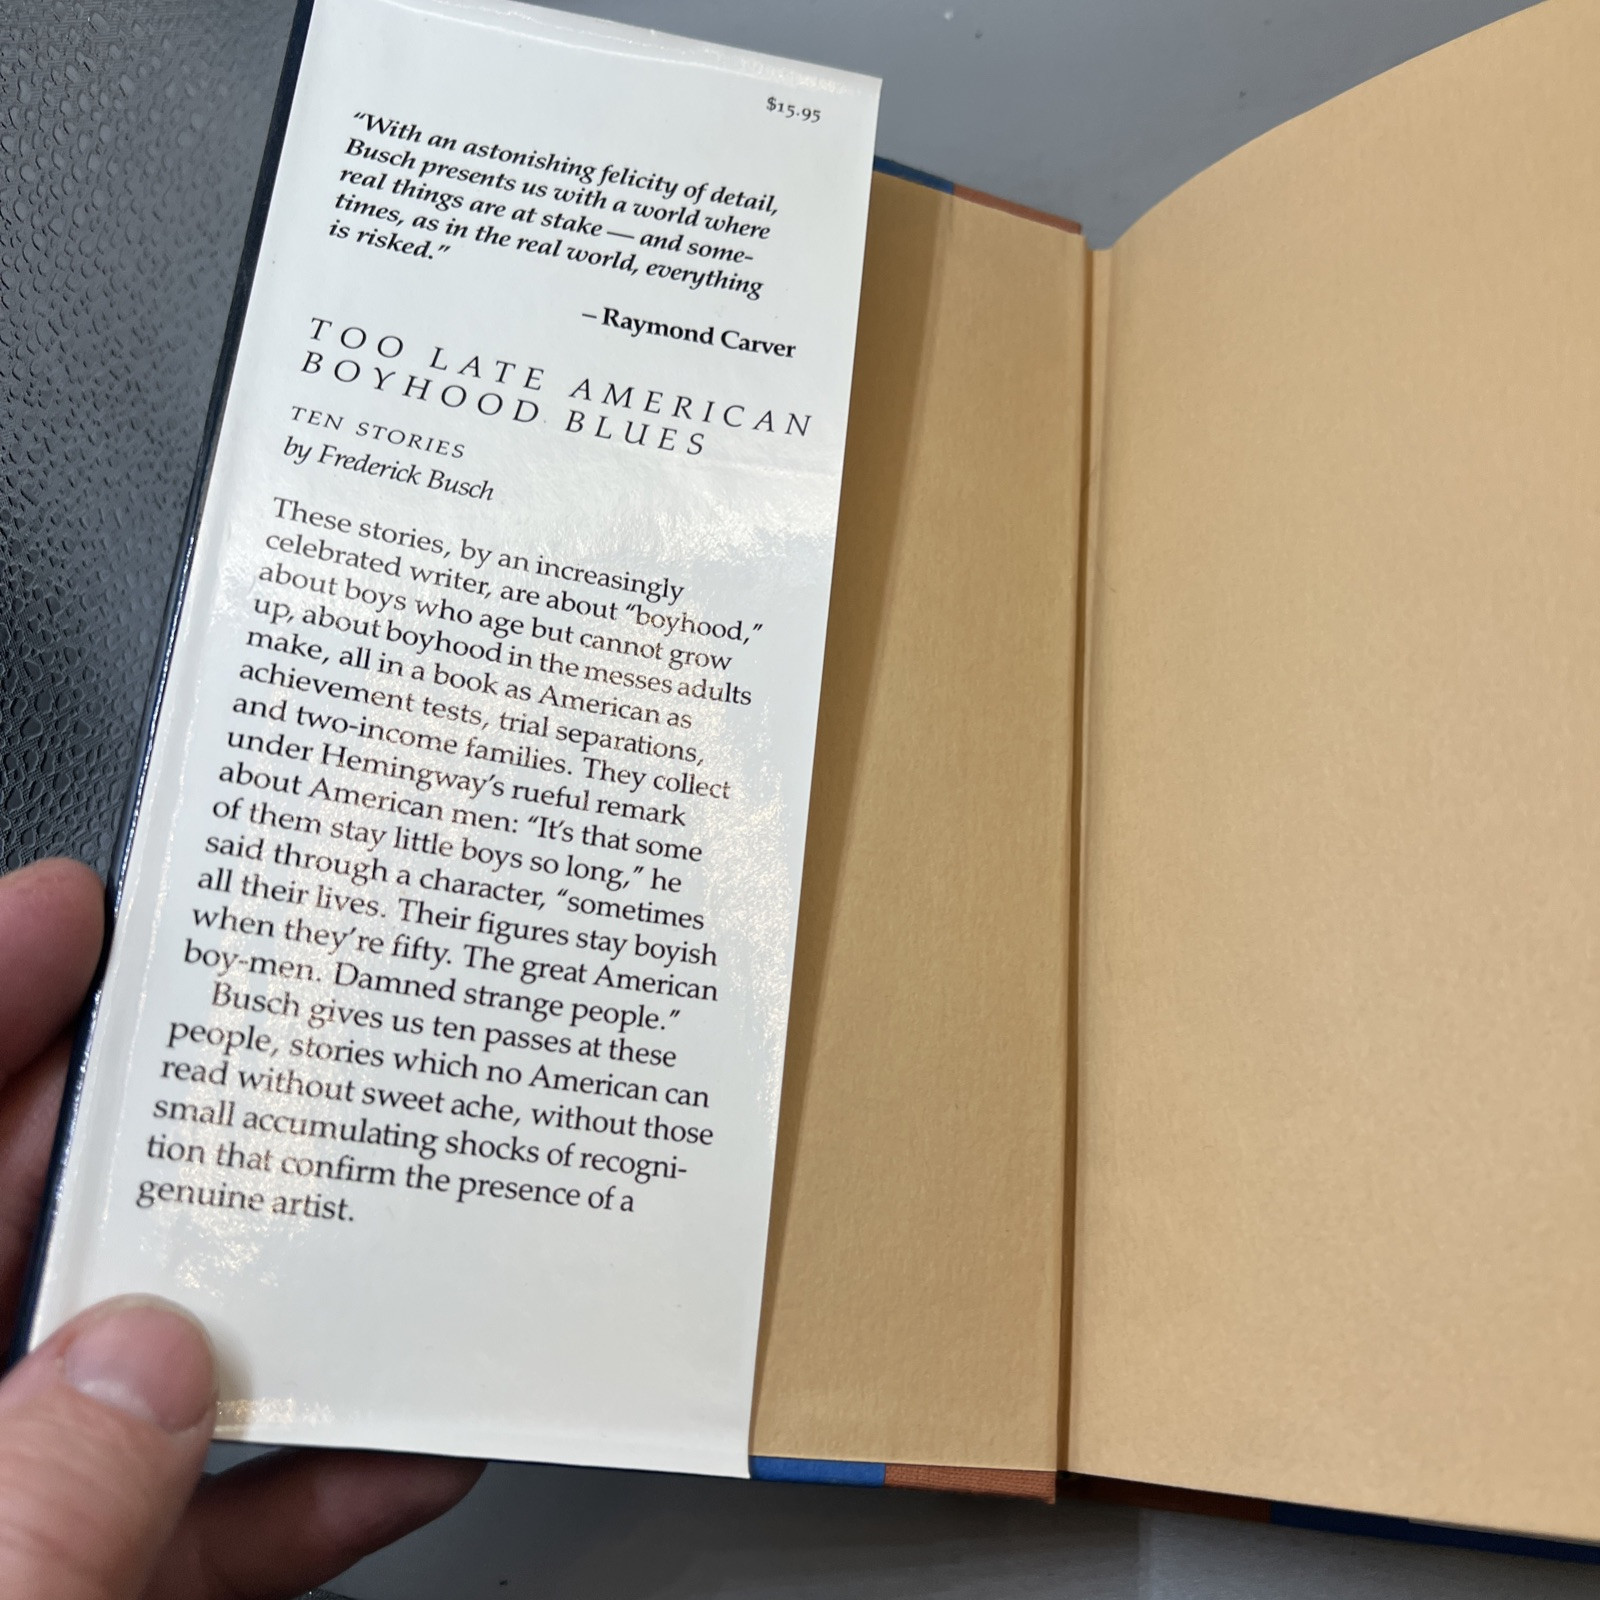 $15.95
“With an astonishing felicity of detail,
Busch presents us with a world where
real things are at stake — and some-
times, as in the real world, everything
is risked.”
– Raymond Carver
TOO LATE AMERICAN
BOYHOOD BLUES
TEN STORIES
by Frederick Busch
These stories, by an increasingly
celebrated writer, are about “boyhood,”
about boys who age but cannot grow
up, about boyhood in the messes adults
make, all in a book as American as
achievement tests, trial separations,
and two-income families. They collect
under Hemingway’s rueful remark
about American men: “It’s that some
of them stay little boys so long,” he
said through a character, “sometimes
all their lives. Their figures stay boyish
when they’re fifty. The great American
boy-men. Damned strange people.”
Busch gives us ten passes at these
people, stories which no American can
read without sweet ache, without those
small accumulating shocks of recogni-
tion that confirm the presence of a
genuine artist.